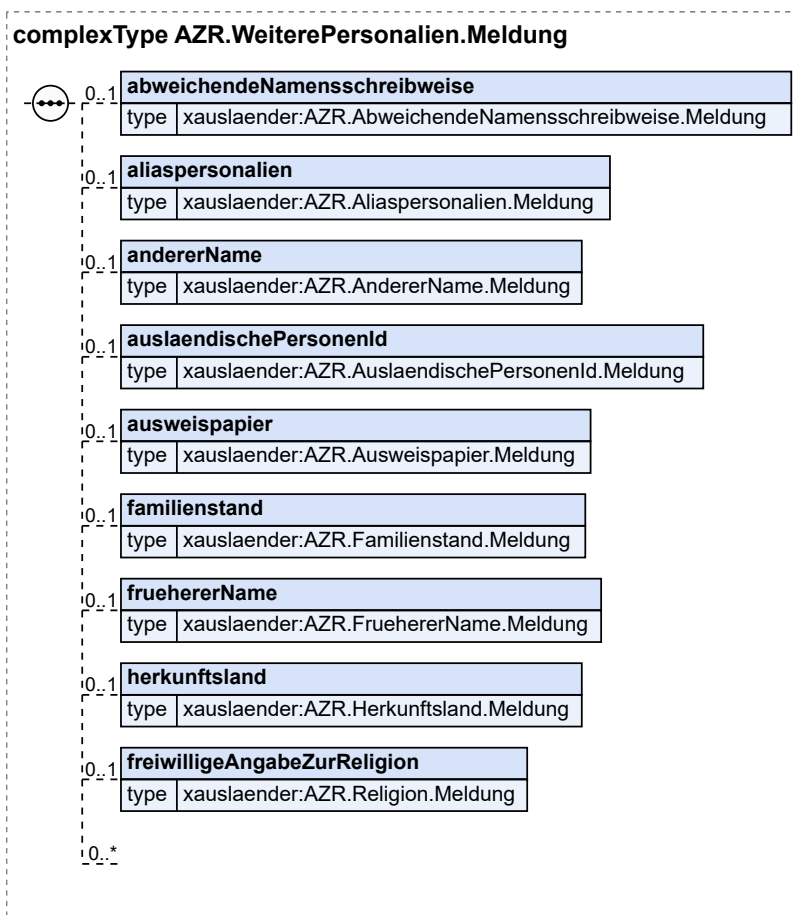 complexType AZR.WeiterePersonalien.Meldung
0..1 abweichendeNamensschreibweise
type xauslaender:AZR.AbweichendeNamensschreibweise.Meldung
0..1 aliaspersonalien
type xauslaender:AZR.Aliaspersonalien.Meldung
0..1 andererName
type xauslaender:AZR.AndererName.Meldung
0..1 auslaendischePersonenId
type xauslaender:AZR.AuslaendischePersonenId.Meldung
0..1 ausweispapier
type xauslaender:AZR.Ausweispapier.Meldung
0..1 familienstand
type xauslaender:AZR.Familienstand.Meldung
0..1 fruehererName
type xauslaender:AZR.FruehererName.Meldung
0..1 herkunftsland
type xauslaender:AZR.Herkunftsland.Meldung
0..1 freiwilligeAngabeZurReligion
type xauslaender:AZR.Religion.Meldung
0..*